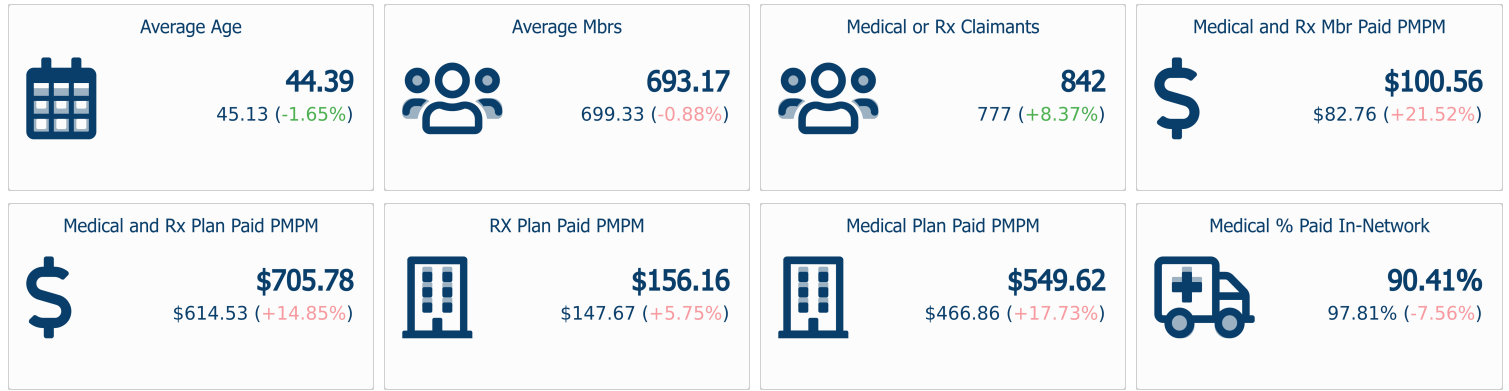 Average Age
44.39
45.13 (-1.65%)
Average Mbrs
693.17
699.33 (-0.88%)
Medical or Rx Claimants
842
777 (+8.37%)
Medical and Rx Mbr Paid PMPM
$100.56
$82.76 (+21.52%)
Medical and Rx Plan Paid PMPM
$705.78
$614.53 (+14.85%)
RX Plan Paid PMPM
$156.16
$147.67 (+5.75%)
Medical Plan Paid PMPM
$549.62
$466.86 (+17.73%)
Medical % Paid In-Network
90.41%
97.81% (-7.56%)